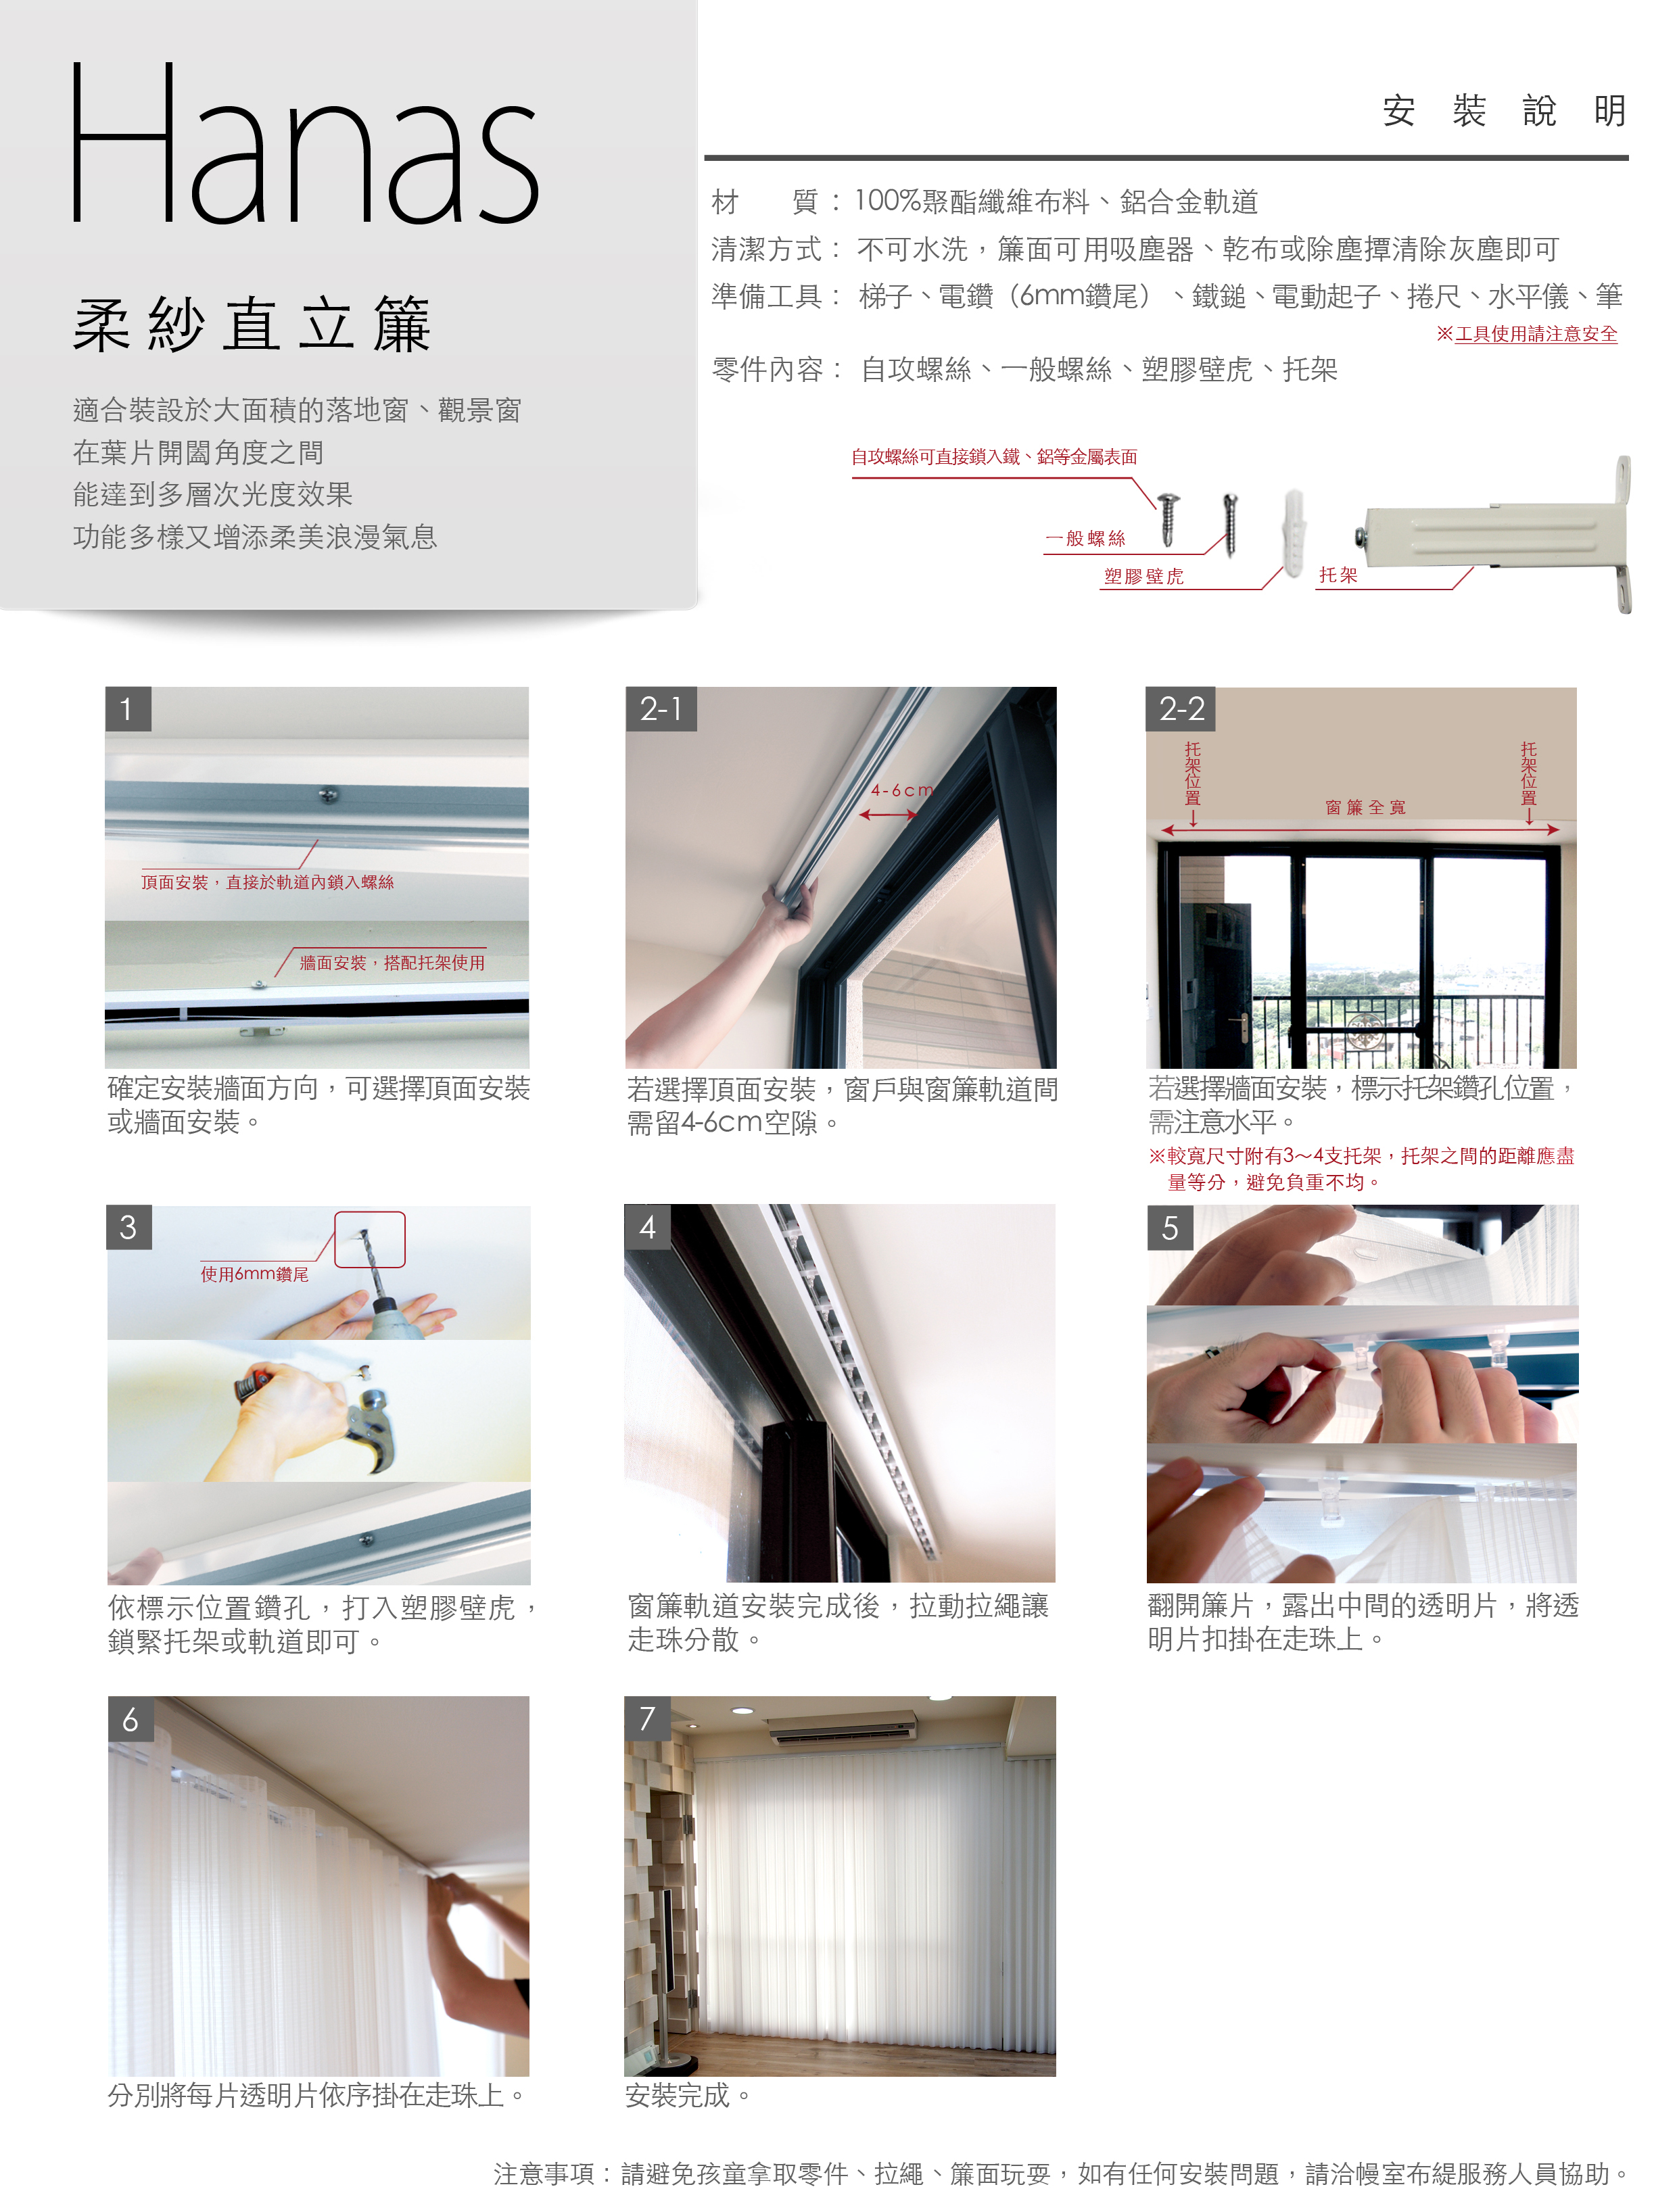 Hanas
柔紗直立簾
適合裝設於大面積的落地窗、觀景窗
在葉片開闔角度之間
能達到多層次光度效果
功能多樣又增添柔美浪漫氣息
安裝說明
材質：100%聚酯纖維布料、鋁合金軌道
清潔方式：不可水洗，簾面可用吸塵器、乾布或除塵撢清除灰塵即可
準備工具：梯子、電鑽（6mm鑽尾）、鐵鎚、電動起子、捲尺、水平儀、筆
※工具使用請注意安全
零件內容：自攻螺絲、一般螺絲、塑膠壁虎、托架
自攻螺絲可直接鎖入鐵、鋁等金屬表面
一般螺絲
塑膠壁虎
托架
1
頂面安裝，直接於軌道內鎖入螺絲
牆面安裝，搭配托架使用
確定安裝牆面方向，可選擇頂面安裝
或牆面安裝。
2-1
4-6cm
若選擇頂面安裝，窗戶與窗簾軌道間
需留4-6cm空隙。
2-2
托架位置
窗簾全寬
托架位置
若選擇牆面安裝，標示托架鑽孔位置，
需注意水平。
※較寬尺寸附有3～4支托架，托架之間的距離應盡
量等分，避免負重不均。
3
使用6mm鑽尾
依標示位置鑽孔，打入塑膠壁虎，
鎖緊托架或軌道即可。
4
窗簾軌道安裝完成後，拉動拉繩讓
走珠分散。
5
翻開簾片，露出中間的透明片，將透
明片扣掛在走珠上。
6
分別將每片透明片依序掛在走珠上。
7
安裝完成。
注意事項：請避免孩童拿取零件、拉繩、簾面玩耍，如有任何安裝問題，請洽幔室布緹服務人員協助。